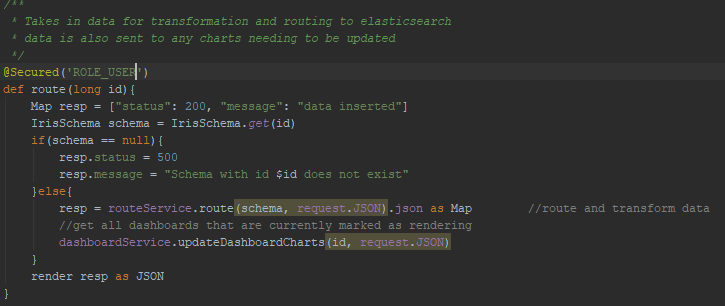 /**
 * Takes in data for transformation and routing to elasticsearch
 * data is also sent to any charts needing to be updated
 */
@Secured('ROLE_USER')
def route(long id){
    Map resp = ["status": 200, "message": "data inserted"]
    IrisSchema schema = IrisSchema.get(id)
    if(schema == null){
        resp.status = 500
        resp.message = "Schema with id $id does not exist"
    }else{
        resp = routeService.route(schema, request.JSON).json as Map        //route and transform data
        //get all dashboards that are currently marked as rendering
        dashboardService.updateDashboardCharts(id, request.JSON)
    }
    render resp as JSON
}